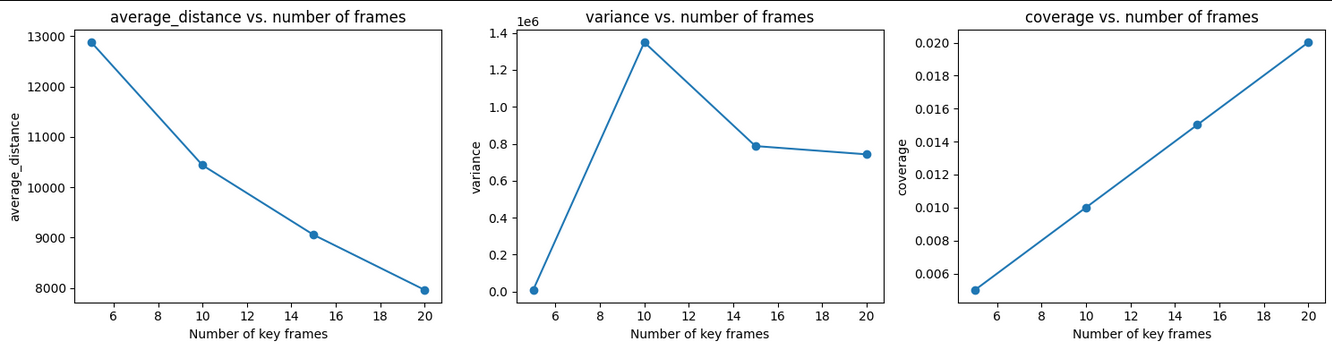 average_distance vs. number of frames
13000
12000
11000
10000
9000
8000
average_distance
6 8 10 12 14 16 18 20
Number of key frames
variance vs. number of frames
1e6
1.4
1.2
1.0
0.8
0.6
0.4
0.2
0.0
variance
6 8 10 12 14 16 18 20
Number of key frames
coverage vs. number of frames
0.020
0.018
0.016
0.014
0.012
0.010
0.008
0.006
coverage
6 8 10 12 14 16 18 20
Number of key frames